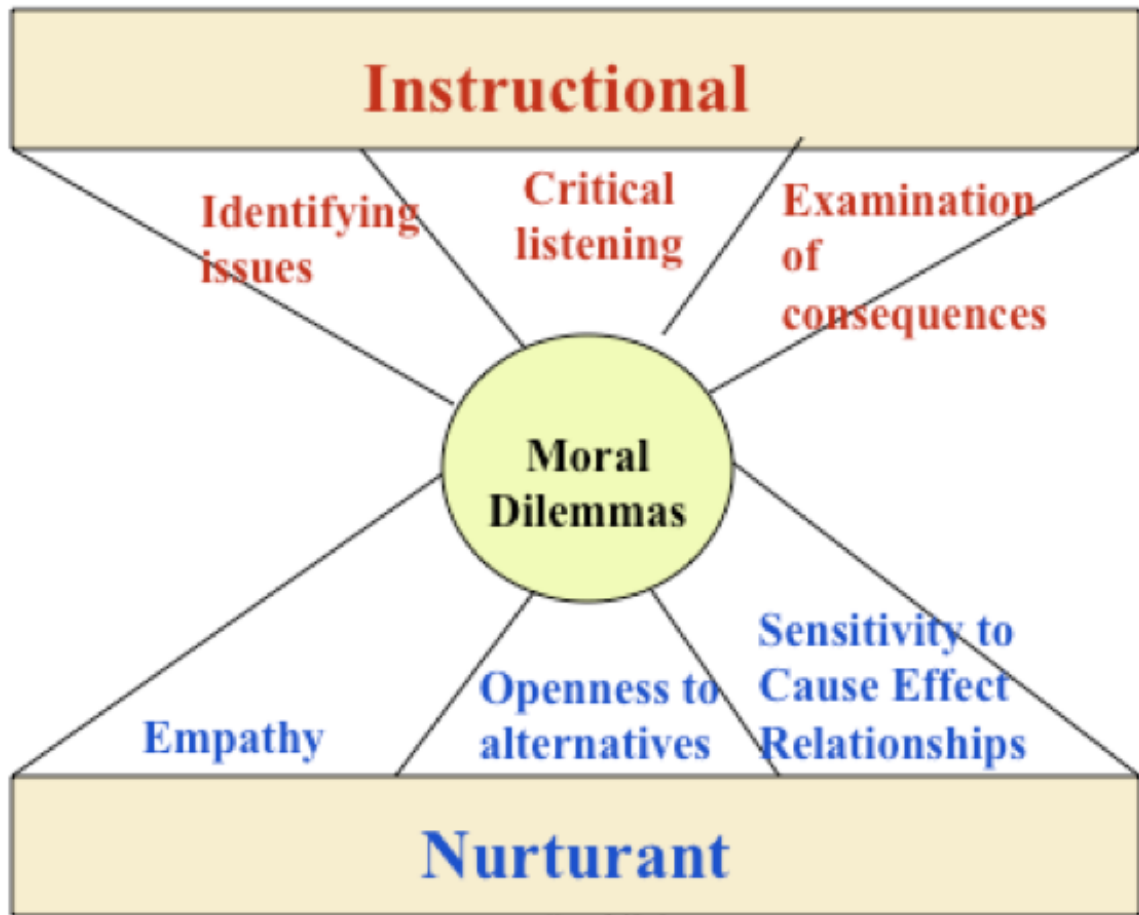 Instructional
Identifying
issues
Critical
listening
Examination
of
consequences
Moral
Dilemmas
Empathy
Openness to
alternatives
Sensitivity to
Cause Effect
Relationships
Nurturant